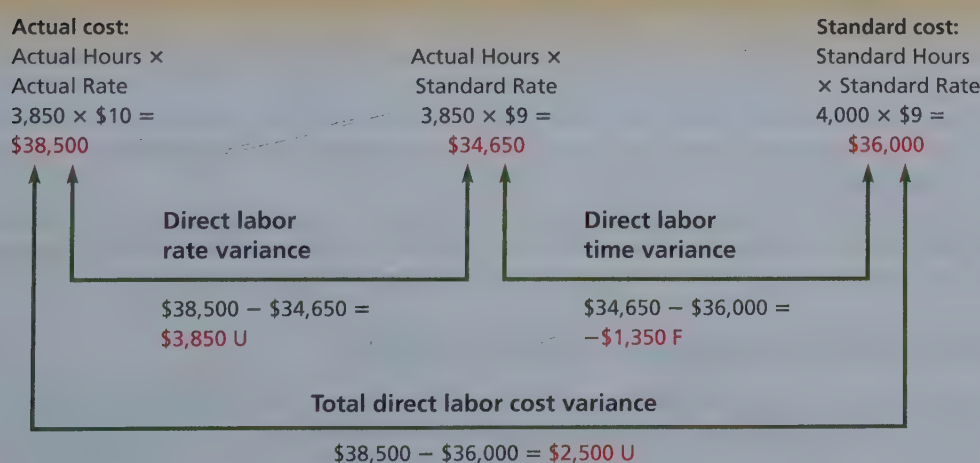 Actual cost:
Actual Hours ×
Actual Rate
3,850 × $10 =
$38,500
Actual Hours ×
Standard Rate
3,850 × $9 =
$34,650
Standard cost:
Standard Hours
× Standard Rate
4,000 × $9 =
$36,000
Direct labor
rate variance
$38,500 − $34,650 =
$3,850 U
Direct labor
time variance
$34,650 − $36,000 =
−$1,350 F
Total direct labor cost variance
$38,500 − $36,000 = $2,500 U